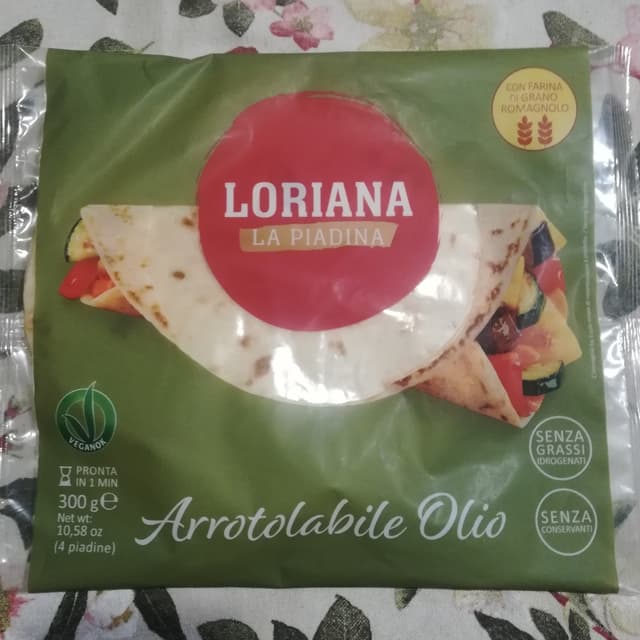 CON FARINA
DI GRANO
ROMAGNOLO
LORIANA
LA PIADINA
VEGANOK
PRONTA
IN 1 MIN
300 g ℮
Net wt:
10,58 oz
(4 piadine)
Arrotolabile Olio
SENZA
GRASSI
IDROGENATI
SENZA
CONSERVANTI